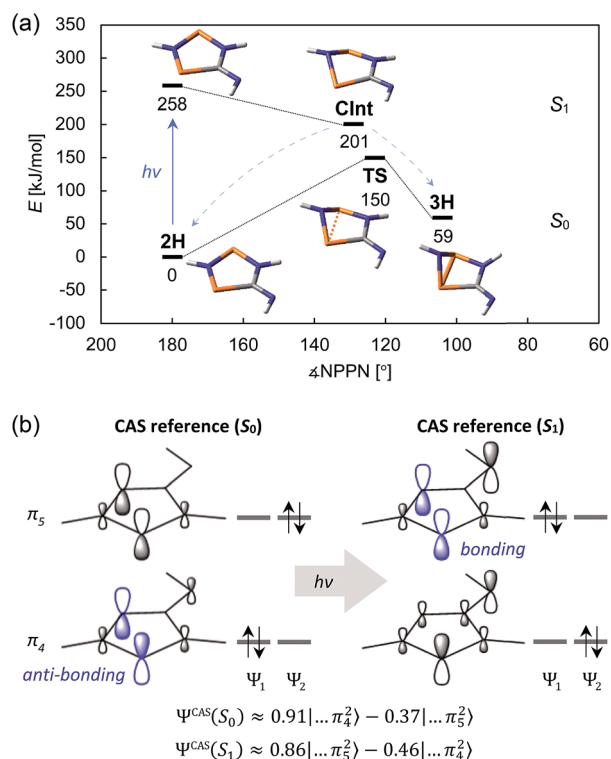 (a)
350
300
250
200
150
100
50
0
-50
-100
E [kJ/mol]
258
hν
2H
0
CInt
201
TS
150
3H
59
S₁
S₀
200 180 160 140 120 100 80 60
∡NPPN [°]
(b)
CAS reference (S₀) CAS reference (S₁)
π₅
bonding
hν
π₄
anti-bonding
Ψ₁ Ψ₂ Ψ₁ Ψ₂
Ψᶜᴬˢ(S₀) ≈ 0.91|…π₄²⟩ − 0.37|…π₅²⟩
Ψᶜᴬˢ(S₁) ≈ 0.86|…π₅²⟩ − 0.46|…π₄²⟩